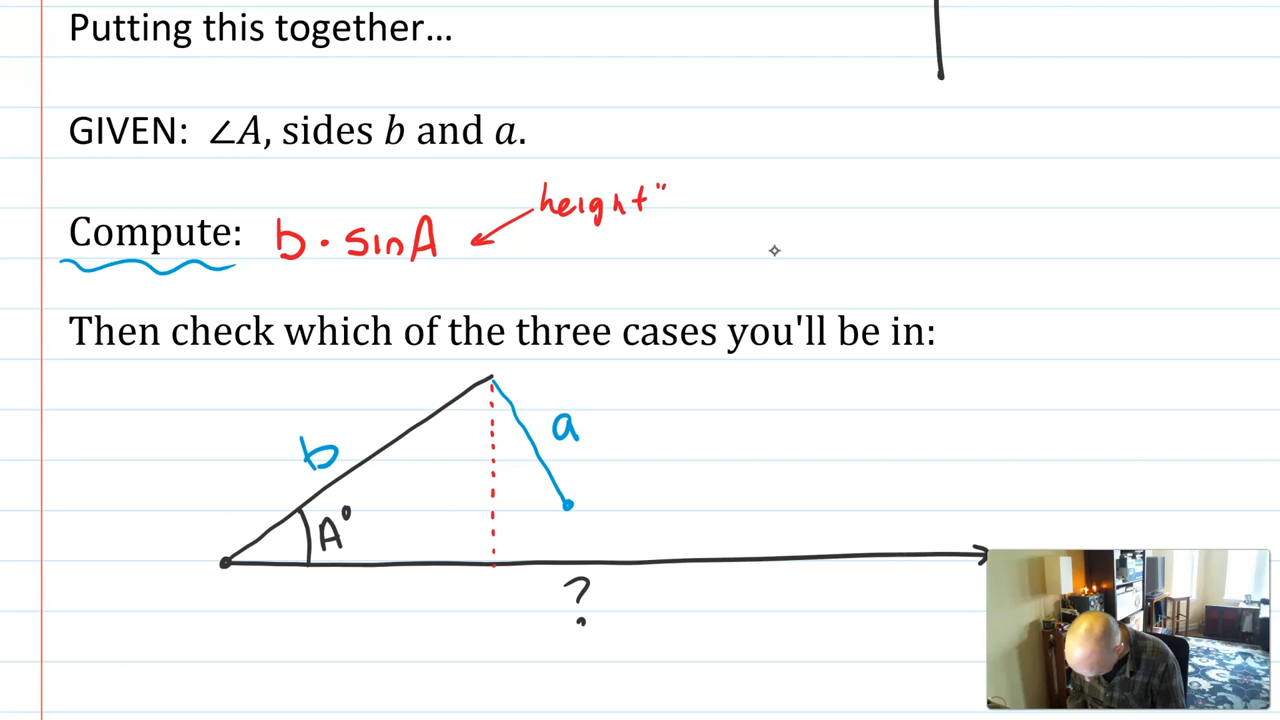 Putting this together...
GIVEN: ∠A, sides b and a.
height"
Compute: b · sin A
Then check which of the three cases you'll be in:
a
b
A°
?